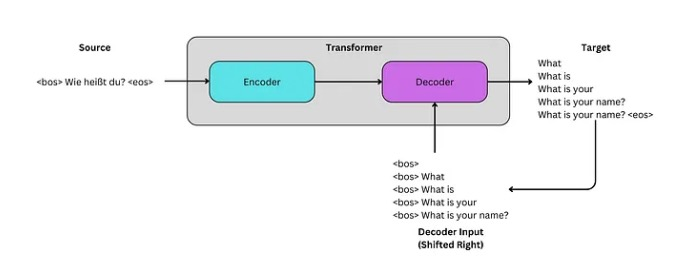 Source
Transformer
Target
<bos> Wie heißt du? <eos>
Encoder
Decoder
What
What is
What is your
What is your name?
What is your name? <eos>
<bos>
<bos> What
<bos> What is
<bos> What is your
<bos> What is your name?
Decoder Input
(Shifted Right)